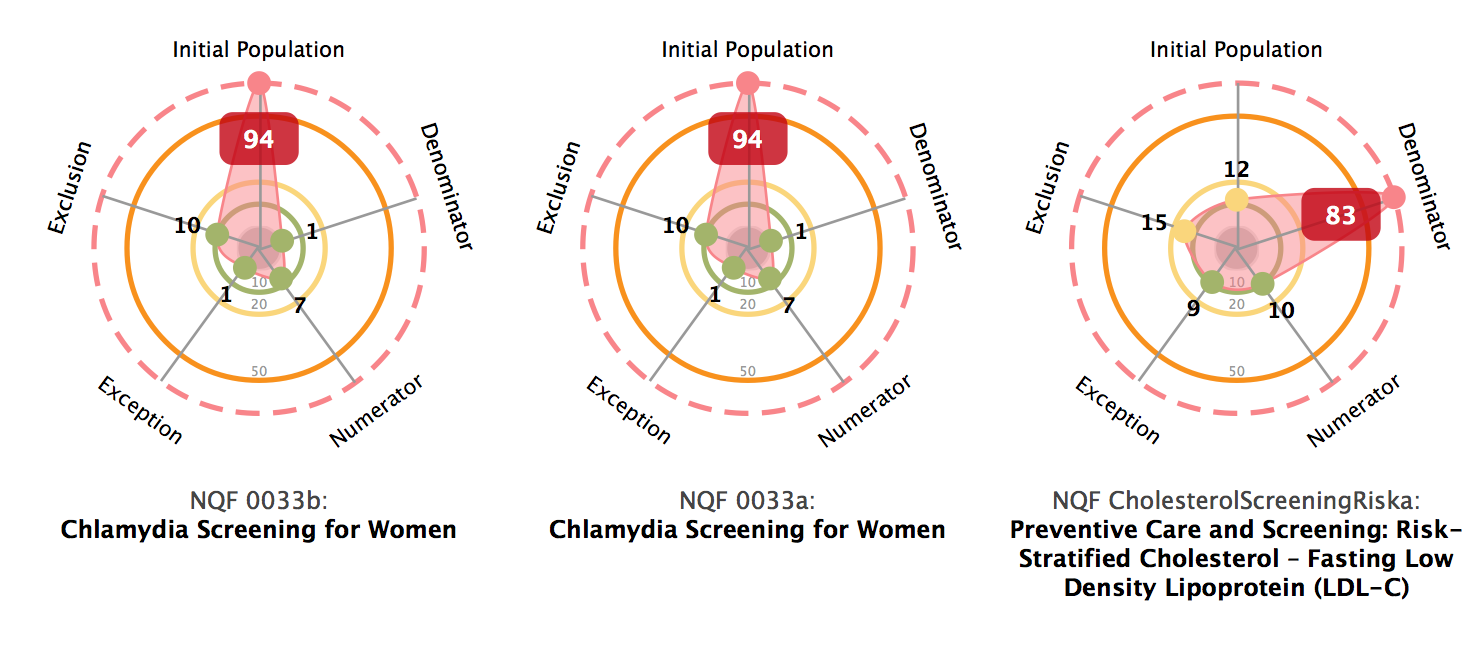 Initial Population
Denominator
Exclusion
94
10
1
10
20
1
7
50
Exception
Numerator
NQF 0033b:
Chlamydia Screening for Women
Initial Population
Denominator
Exclusion
94
10
1
10
20
1
7
50
Exception
Numerator
NQF 0033a:
Chlamydia Screening for Women
Initial Population
Denominator
Exclusion
12
15
83
10
20
9
10
50
Exception
Numerator
NQF CholesterolScreeningRiska:
Preventive Care and Screening: Risk-
Stratified Cholesterol – Fasting Low
Density Lipoprotein (LDL-C)